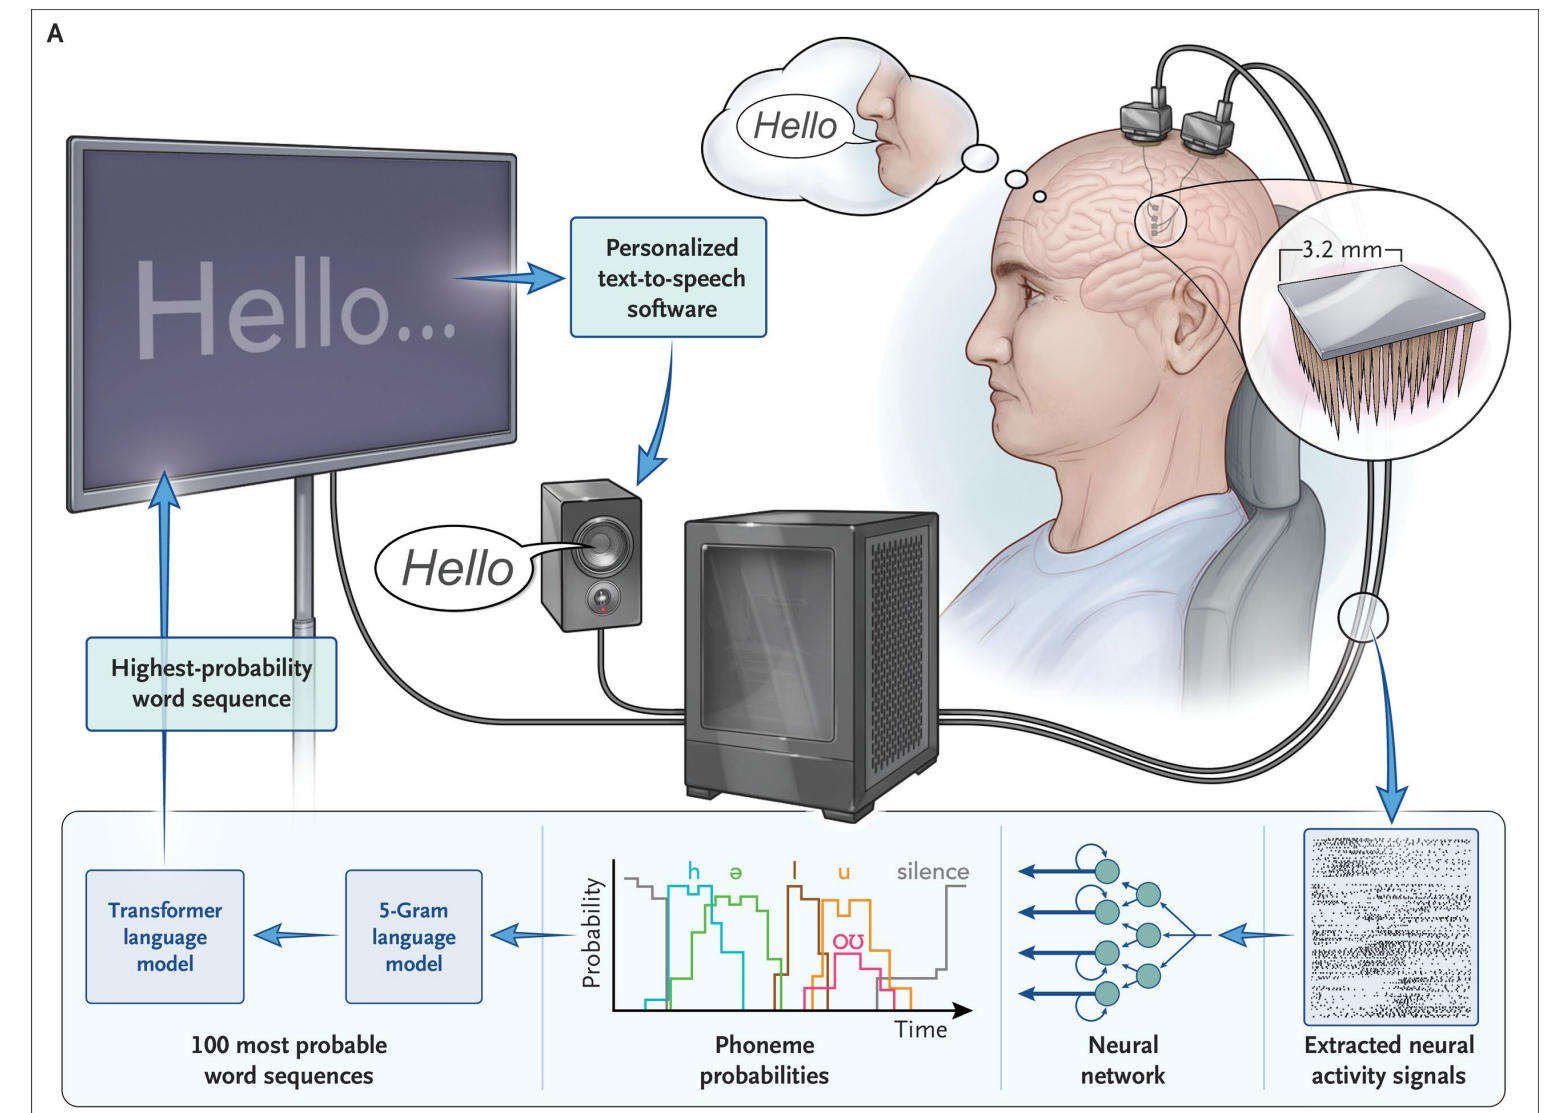 A
Hello
Hello...
Personalized
text-to-speech
software
3.2 mm
Hello
Highest-probability
word sequence
Transformer
language
model
5-Gram
language
model
100 most probable
word sequences
Probability
h ə l u silence
oʊ
Time
Phoneme
probabilities
Neural
network
Extracted neural
activity signals